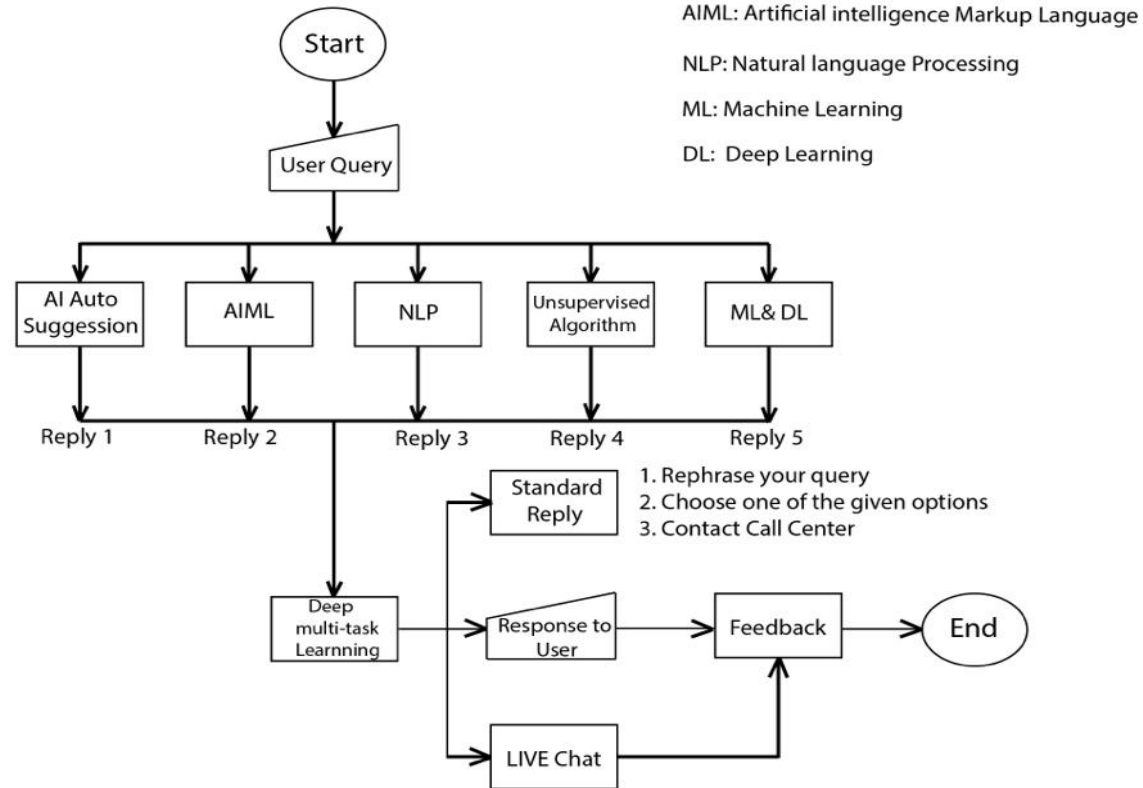 Start
AIML: Artificial intelligence Markup Language
NLP: Natural language Processing
ML: Machine Learning
DL: Deep Learning
User Query
AI Auto
Suggession
AIML
NLP
Unsupervised
Algorithm
ML& DL
Reply 1
Reply 2
Reply 3
Reply 4
Reply 5
Standard
Reply
1. Rephrase your query
2. Choose one of the given options
3. Contact Call Center
Deep
multi-task
Learnning
Response to
User
Feedback
End
LIVE Chat